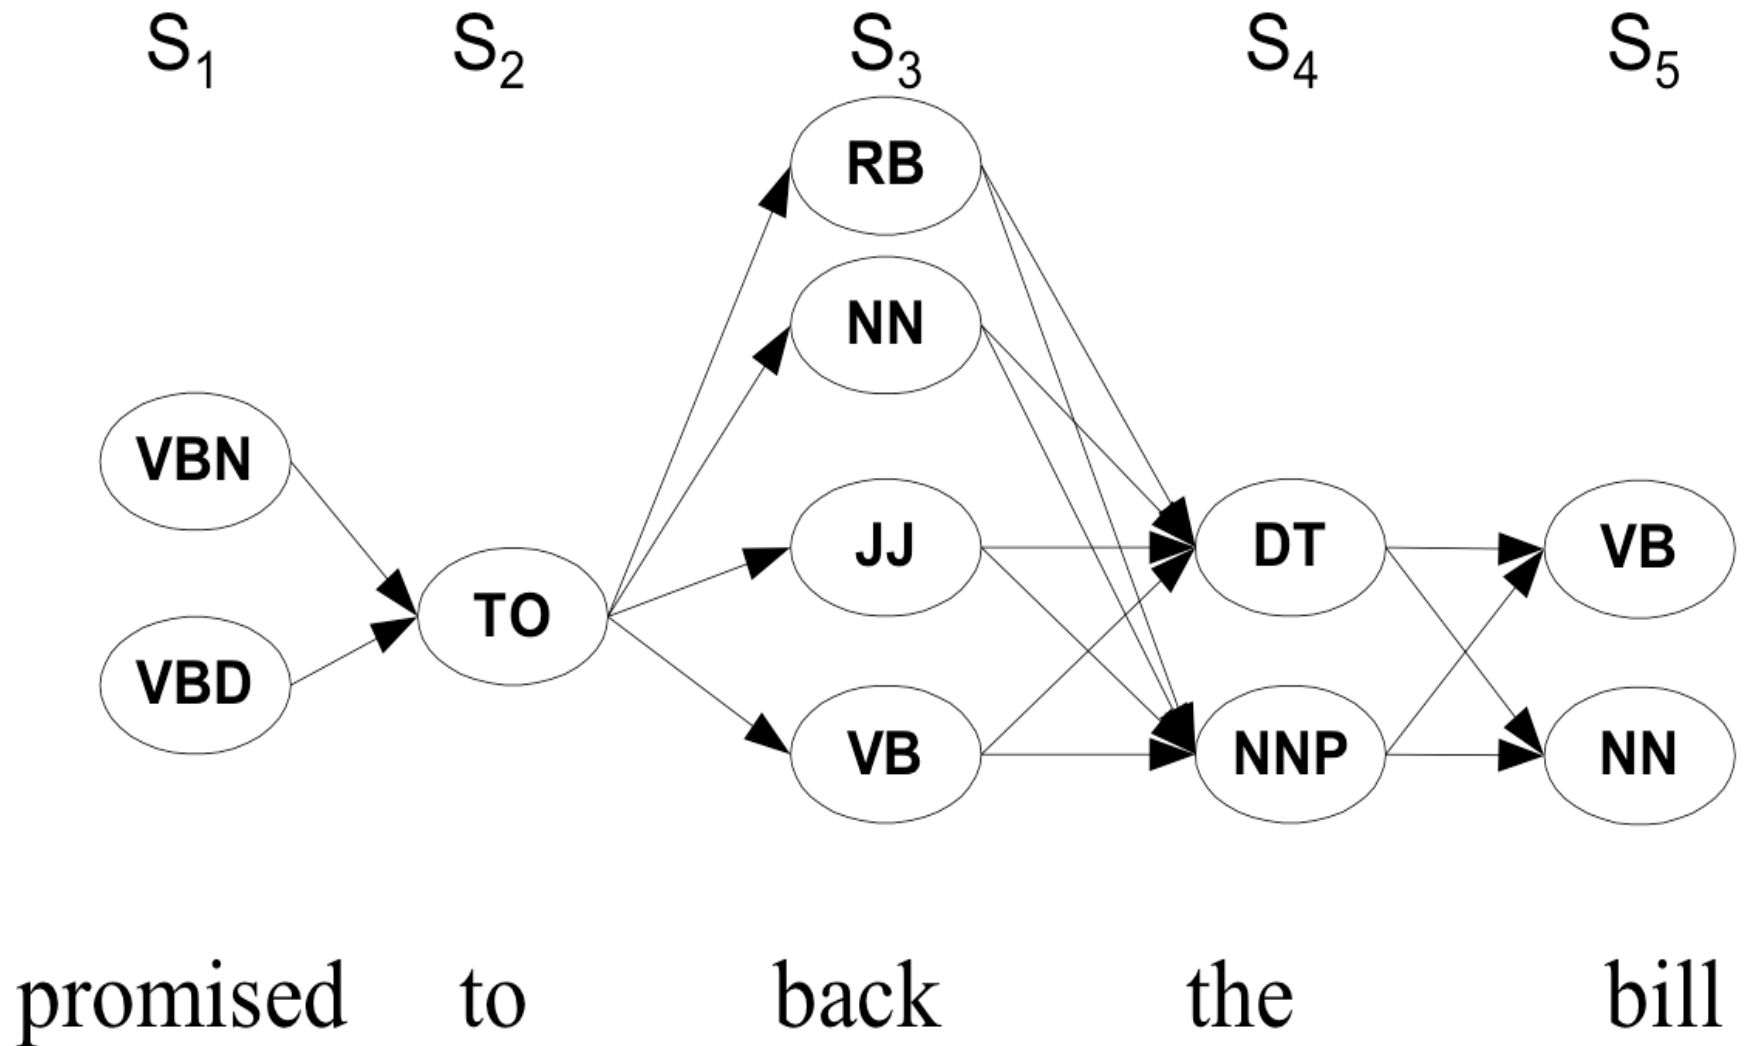 S1 S2 S3 S4 S5
RB
NN
VBN
JJ DT VB
TO
VBD
VB NNP NN
promised to back the bill